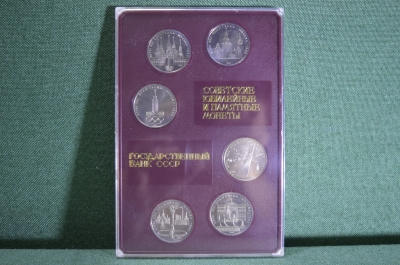 СОВЕТСКИЕ
ЮБИЛЕЙНЫЕ
И ПАМЯТНЫЕ
МОНЕТЫ
ГОСУДАРСТВЕННЫЙ
БАНК СССР